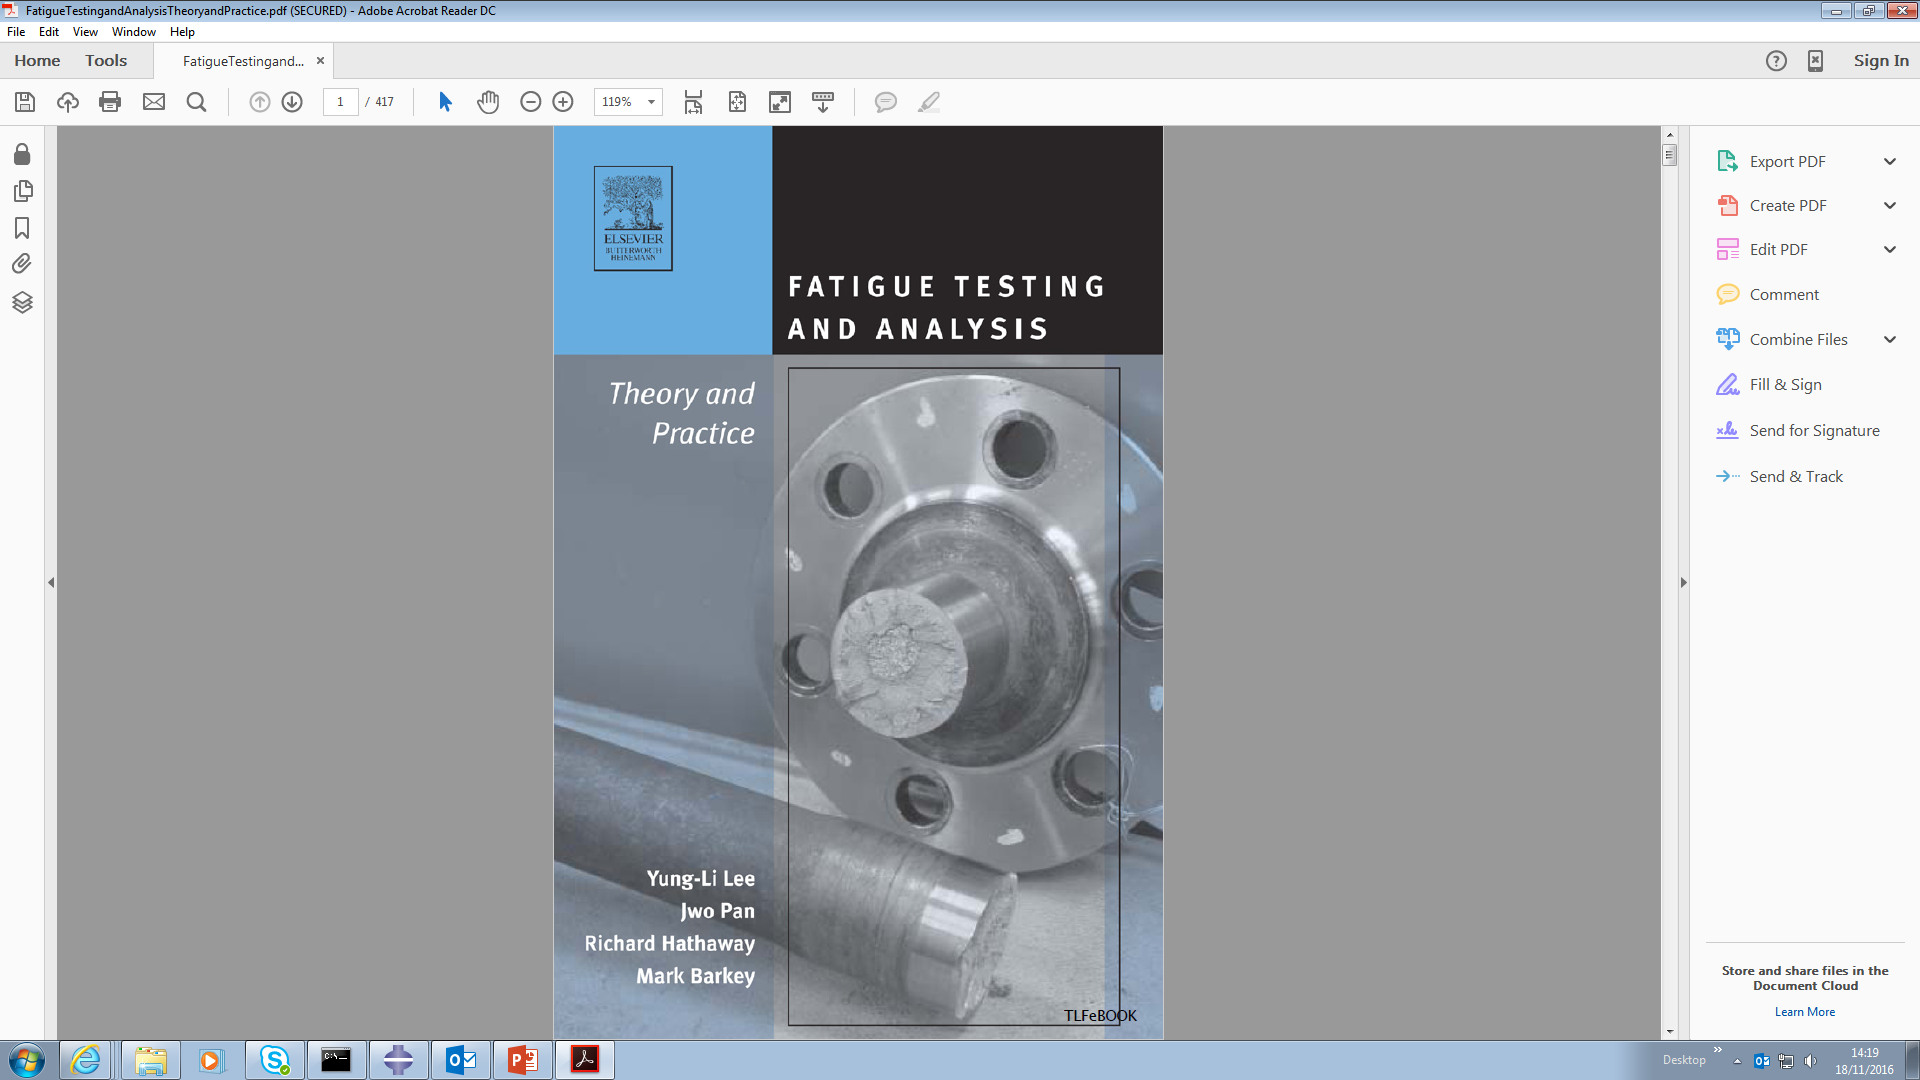 FatigueTestingandAnalysisTheoryandPractice.pdf (SECURED) - Adobe Acrobat Reader DC
File Edit View Window Help
Home Tools FatigueTestingand... × Sign In
1 / 417 119%
ELSEVIER
BUTTERWORTH
HEINEMANN
FATIGUE TESTING
AND ANALYSIS
Theory and
Practice
Yung-Li Lee
Jwo Pan
Richard Hathaway
Mark Barkey
TLFeBOOK
Export PDF
Create PDF
Edit PDF
Comment
Combine Files
Fill & Sign
Send for Signature
Send & Track
Store and share files in the
Document Cloud
Learn More
Desktop
14:19
18/11/2016